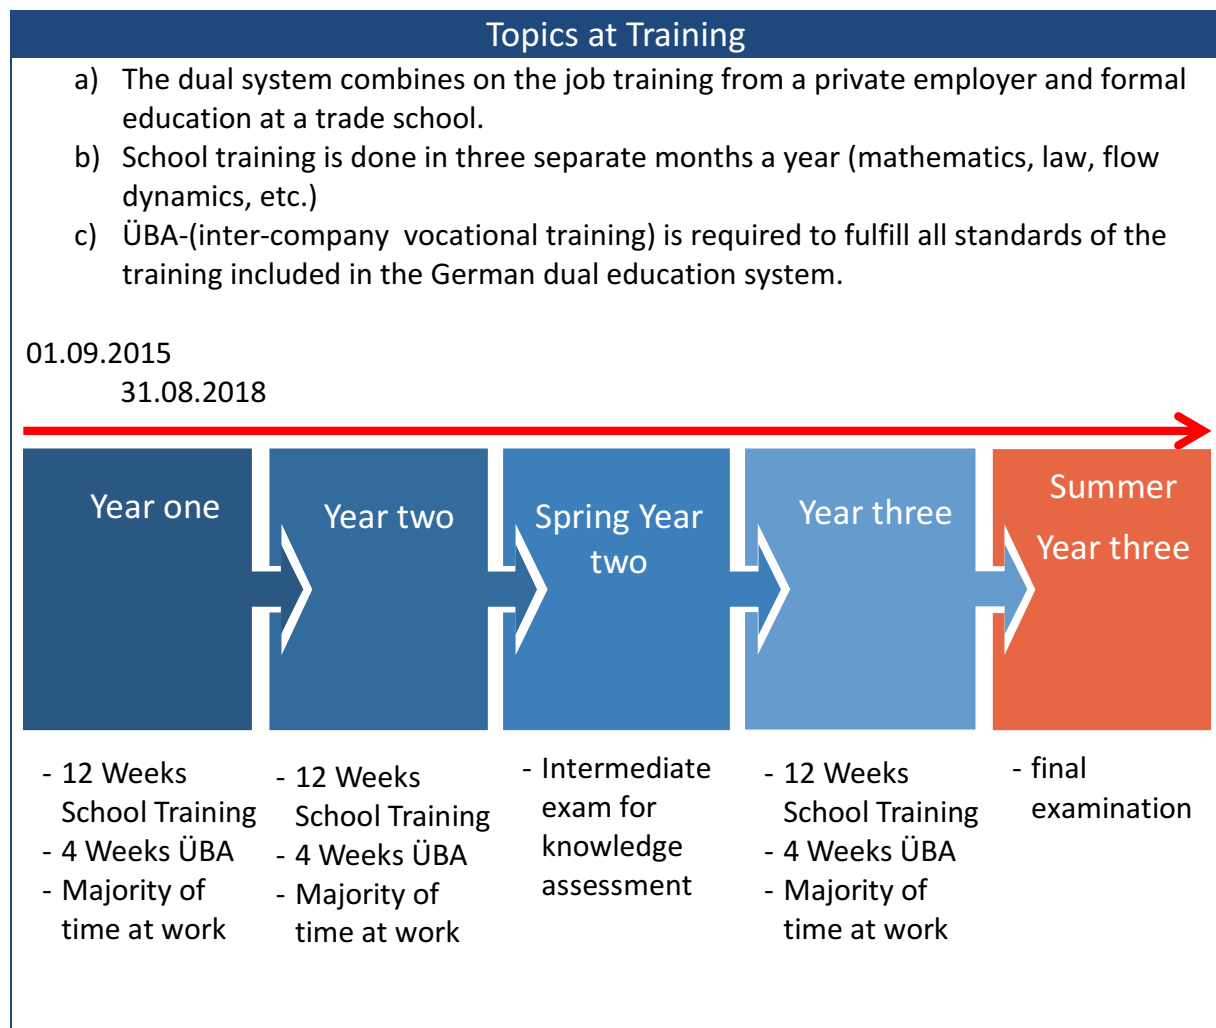 Topics at Training
a) The dual system combines on the job training from a private employer and formal
education at a trade school.
b) School training is done in three separate months a year (mathematics, law, flow
dynamics, etc.)
c) ÜBA-(inter-company vocational training) is required to fulfill all standards of the
training included in the German dual education system.
01.09.2015
31.08.2018
Year one
Year two
Spring Year
two
Year three
Summer
Year three
- 12 Weeks
School Training
- 4 Weeks ÜBA
- Majority of
time at work
- 12 Weeks
School Training
- 4 Weeks ÜBA
- Majority of
time at work
- Intermediate
exam for
knowledge
assessment
- 12 Weeks
School Training
- 4 Weeks ÜBA
- Majority of
time at work
- final
examination